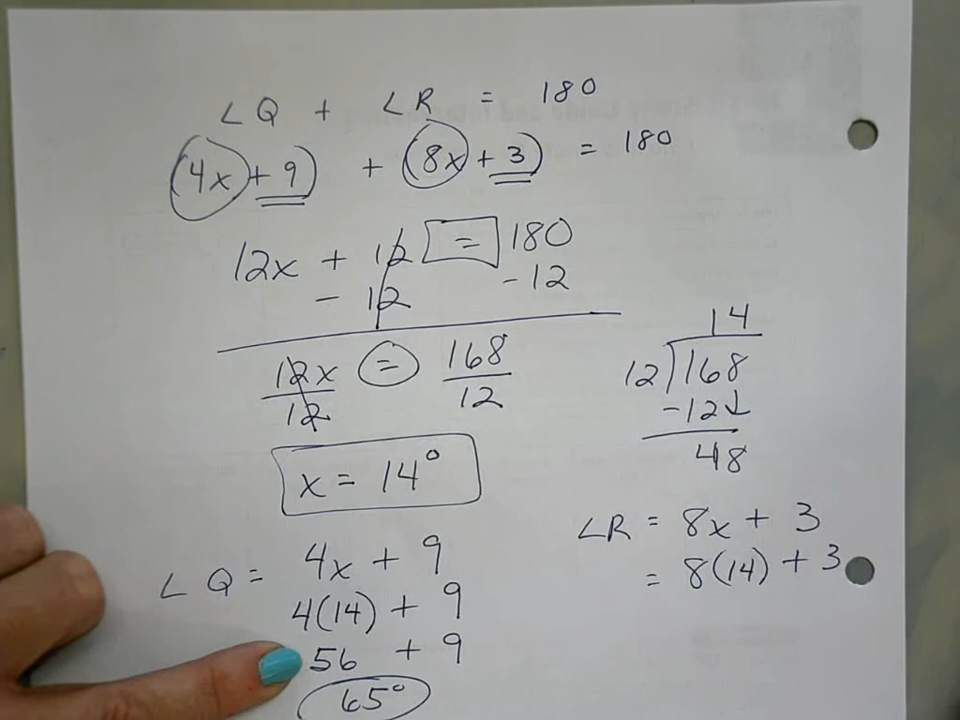 ∠Q + ∠R = 180
(4x + 9) + (8x + 3) = 180
12x + 12 = 180
- 12 -12
12x/12 = 168/12
x = 14°
14
12)168
-12↓
48
∠Q = 4x + 9
4(14) + 9
56 + 9
65°
∠R = 8x + 3
= 8(14) + 3